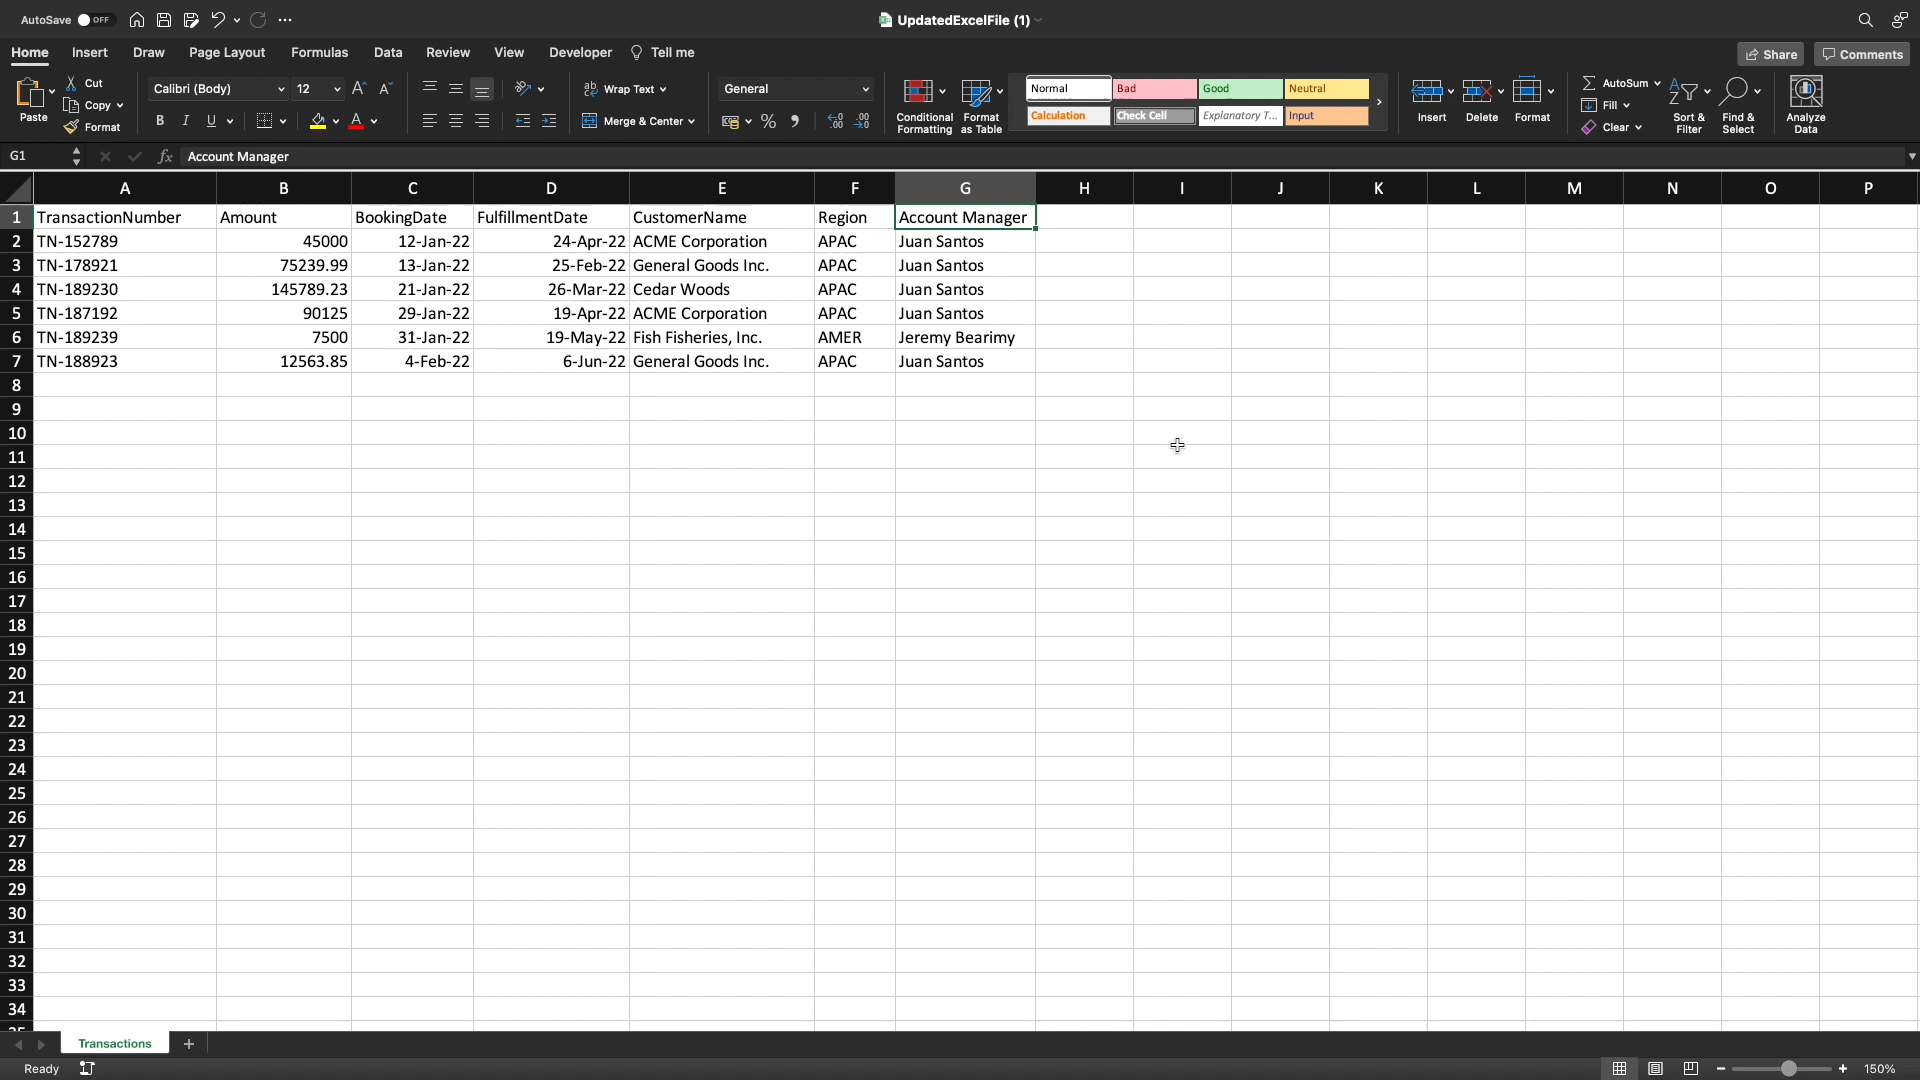 AutoSave OFF UpdatedExcelFile (1)
Home Insert Draw Page Layout Formulas Data Review View Developer Tell me Share Comments
Paste Cut Copy Format
Calibri (Body) 12
B I U A
Wrap Text
Merge & Center
General
Conditional Formatting
Format as Table
Normal Bad Good Neutral
Calculation Check Cell Explanatory T... Input
Insert Delete Format
AutoSum
Fill
Clear
Sort & Filter
Find & Select
Analyze Data
G1 fx Account Manager
A B C D E F G H I J K L M N O P
1 TransactionNumber Amount BookingDate FulfillmentDate CustomerName Region Account Manager
2 TN-152789 45000 12-Jan-22 24-Apr-22 ACME Corporation APAC Juan Santos
3 TN-178921 75239.99 13-Jan-22 25-Feb-22 General Goods Inc. APAC Juan Santos
4 TN-189230 145789.23 21-Jan-22 26-Mar-22 Cedar Woods APAC Juan Santos
5 TN-187192 90125 29-Jan-22 19-Apr-22 ACME Corporation APAC Juan Santos
6 TN-189239 7500 31-Jan-22 19-May-22 Fish Fisheries, Inc. AMER Jeremy Bearimy
7 TN-188923 12563.85 4-Feb-22 6-Jun-22 General Goods Inc. APAC Juan Santos
8
9
10
11
12
13
14
15
16
17
18
19
20
21
22
23
24
25
26
27
28
29
30
31
32
33
34
Transactions
Ready 150%